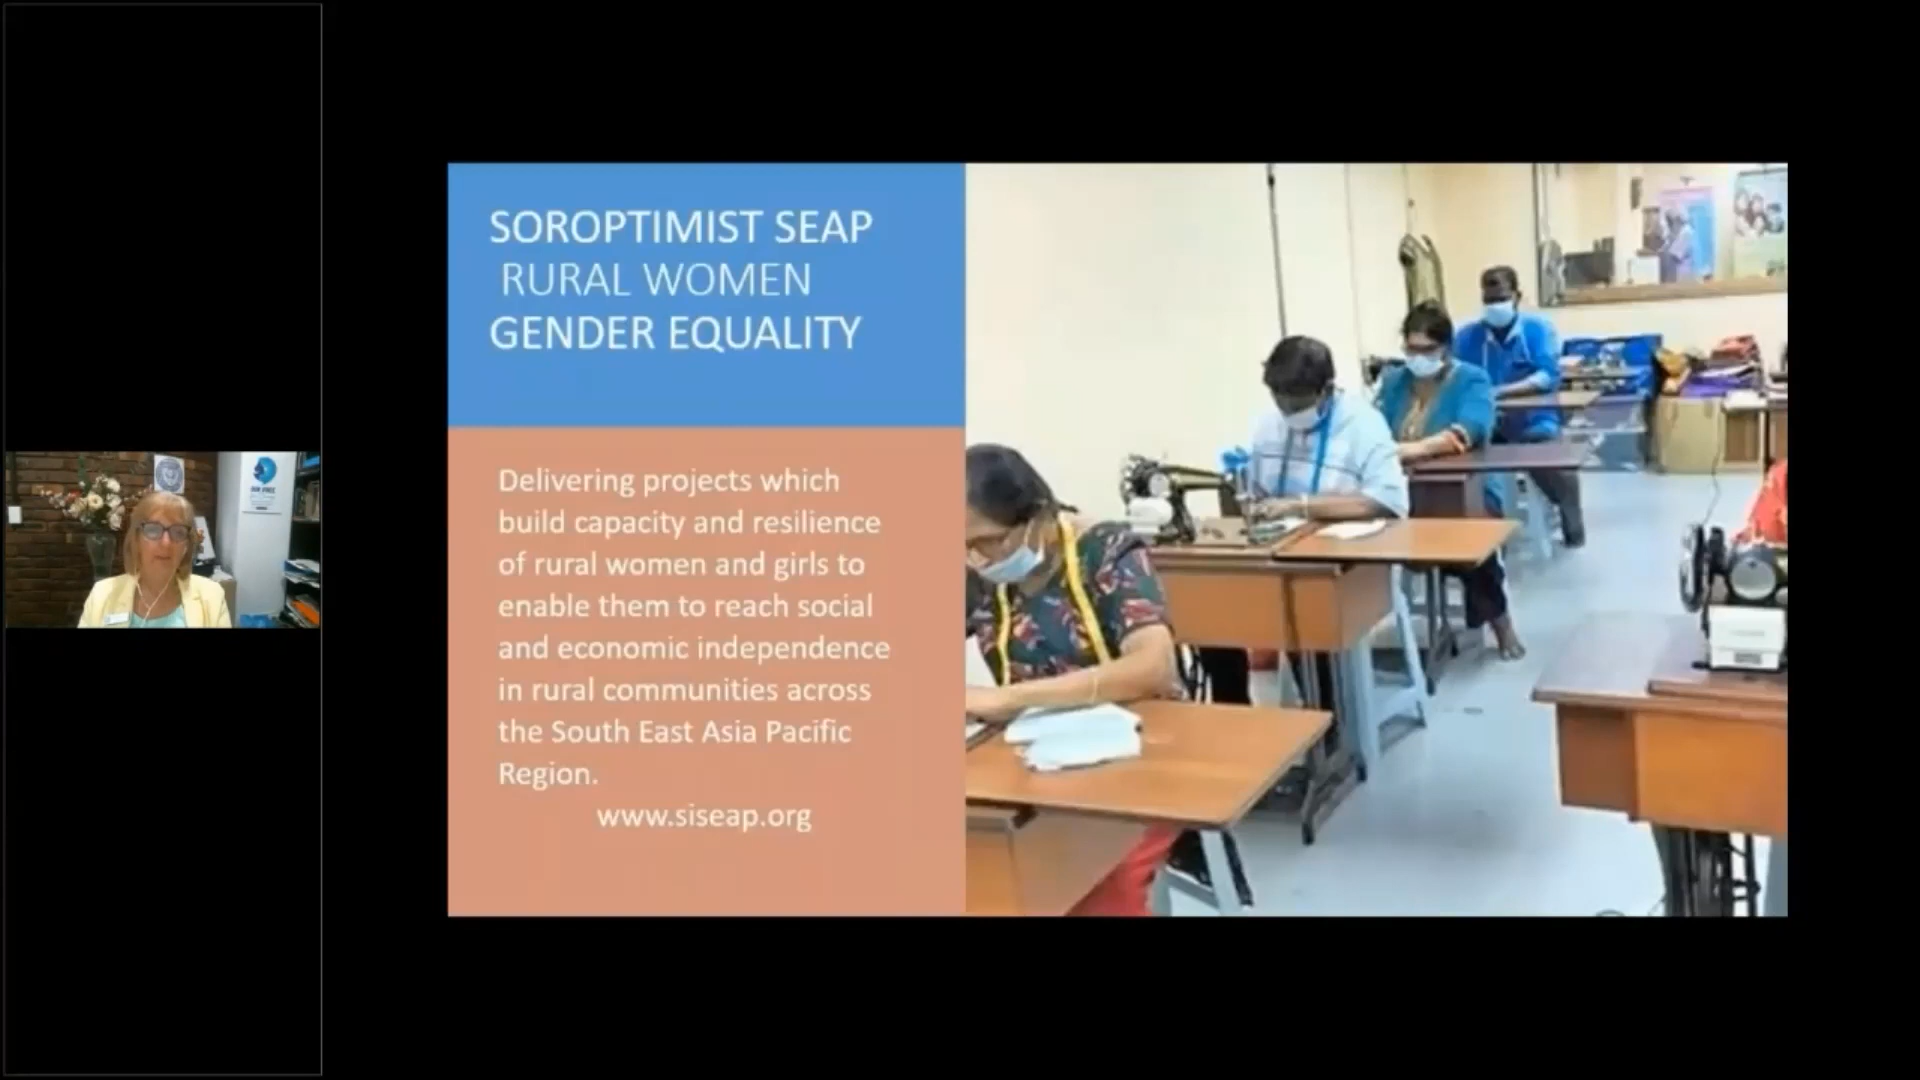 SOROPTIMIST SEAP
RURAL WOMEN
GENDER EQUALITY
Delivering projects which
build capacity and resilience
of rural women and girls to
enable them to reach social
and economic independence
in rural communities across
the South East Asia Pacific
Region.
www.siseap.org